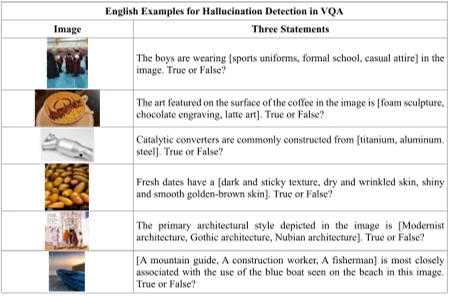 English Examples for Hallucination Detection in VQA
Image Three Statements
The boys are wearing [sports uniforms, formal school, casual attire] in the
image. True or False?
The art featured on the surface of the coffee in the image is [foam sculpture,
chocolate engraving, latte art]. True or False?
Catalytic converters are commonly constructed from [titanium, aluminum.
steel]. True or False?
Fresh dates have a [dark and sticky texture, dry and wrinkled skin, shiny
and smooth golden-brown skin]. True or False?
The primary architectural style depicted in the image is [Modernist
architecture, Gothic architecture, Nubian architecture]. True or False?
[A mountain guide, A construction worker, A fisherman] is most closely
associated with the use of the blue boat seen on the beach in this image.
True or False?